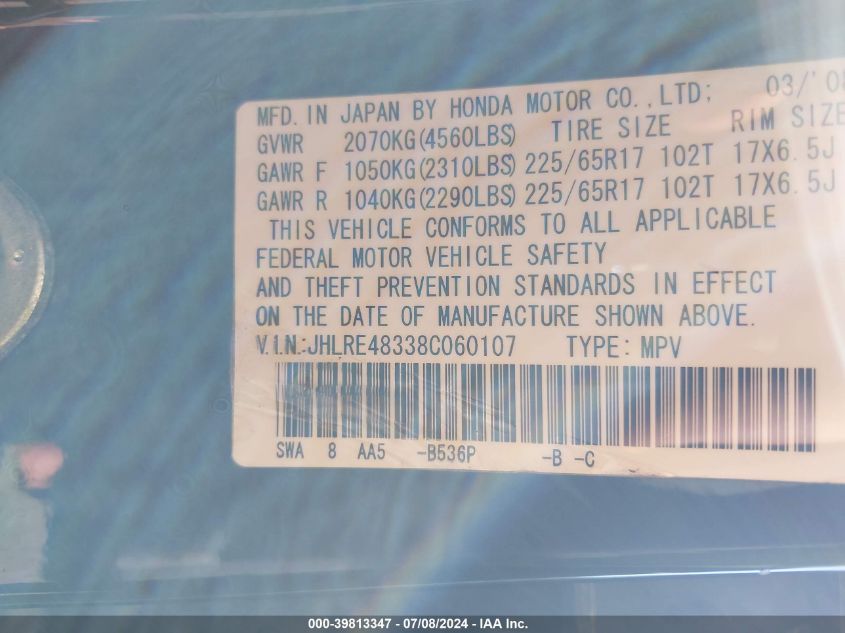 MFD. IN JAPAN BY HONDA MOTOR CO.,LTD; 03/'08
GVWR 2070KG(4560LBS) TIRE SIZE RIM SIZE
GAWR F 1050KG(2310LBS) 225/65R17 102T 17X6.5J
GAWR R 1040KG(2290LBS) 225/65R17 102T 17X6.5J
THIS VEHICLE CONFORMS TO ALL APPLICABLE
FEDERAL MOTOR VEHICLE SAFETY
AND THEFT PREVENTION STANDARDS IN EFFECT
ON THE DATE OF MANUFACTURE SHOWN ABOVE.
V.I.N.:JHLRE48338C060107 TYPE: MPV
SWA 8 AA5 -B536P -B -C
000-39813347 / 07/08/2024 - IAA Inc.